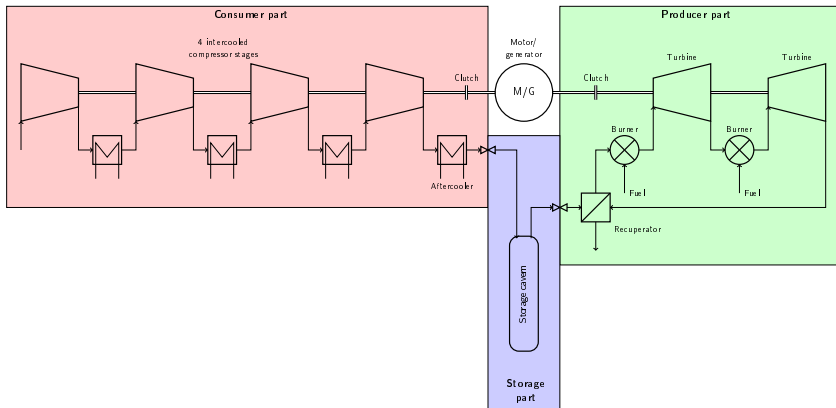 Consumer part
4 intercooled
compressor stages
Clutch
Aftercooler
Motor/
generator
M/G
Producer part
Clutch
Turbine
Turbine
Burner
Burner
Fuel
Fuel
Recuperator
Storage cavern
Storage
part